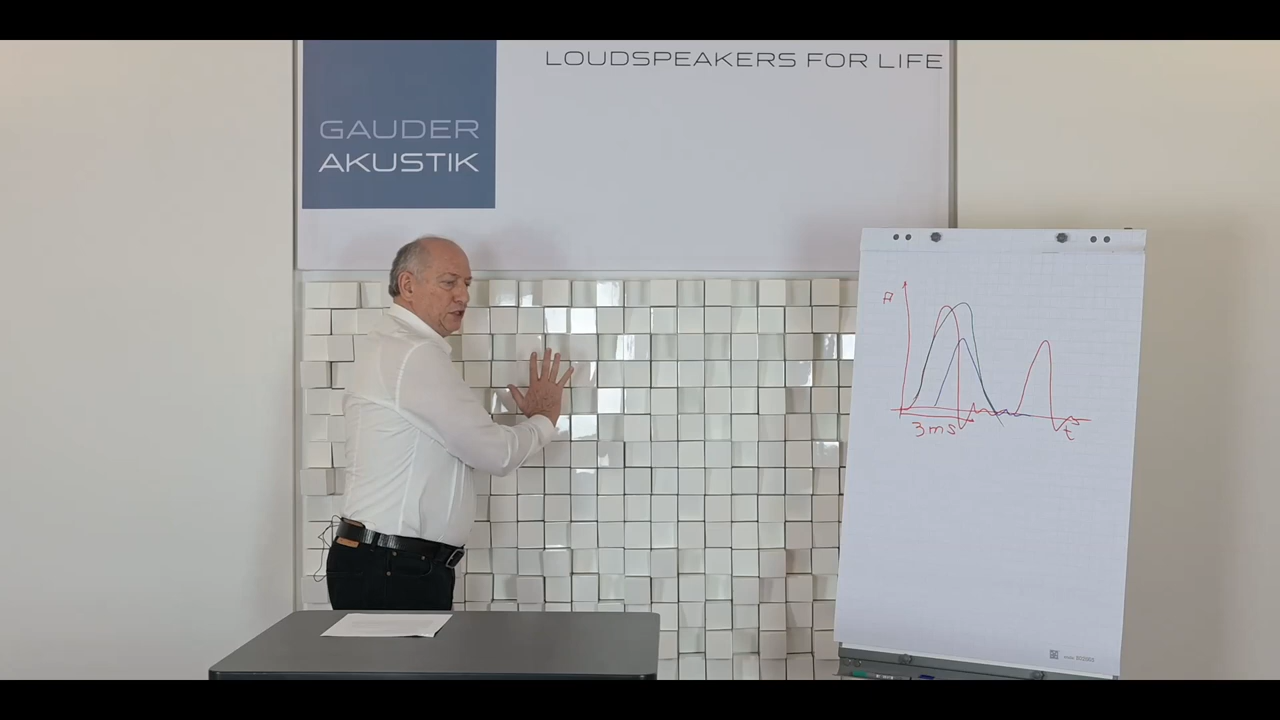 LOUDSPEAKERS FOR LIFE
GAUDER
AKUSTIK
3ms
t